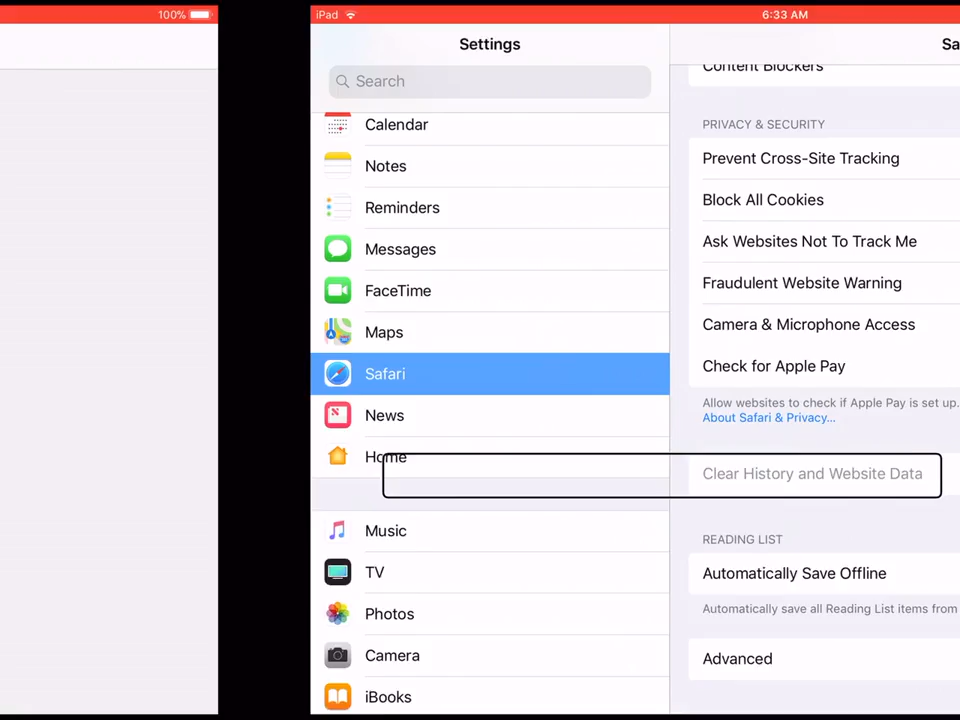 100%
iPad
6:33 AM
Settings
Sa
Search
Calendar
Notes
Reminders
Messages
FaceTime
Maps
Safari
News
Home
Music
TV
Photos
Camera
iBooks
Content Blockers
PRIVACY & SECURITY
Prevent Cross-Site Tracking
Block All Cookies
Ask Websites Not To Track Me
Fraudulent Website Warning
Camera & Microphone Access
Check for Apple Pay
Allow websites to check if Apple Pay is set up.
About Safari & Privacy...
Clear History and Website Data
READING LIST
Automatically Save Offline
Automatically save all Reading List items from
Advanced